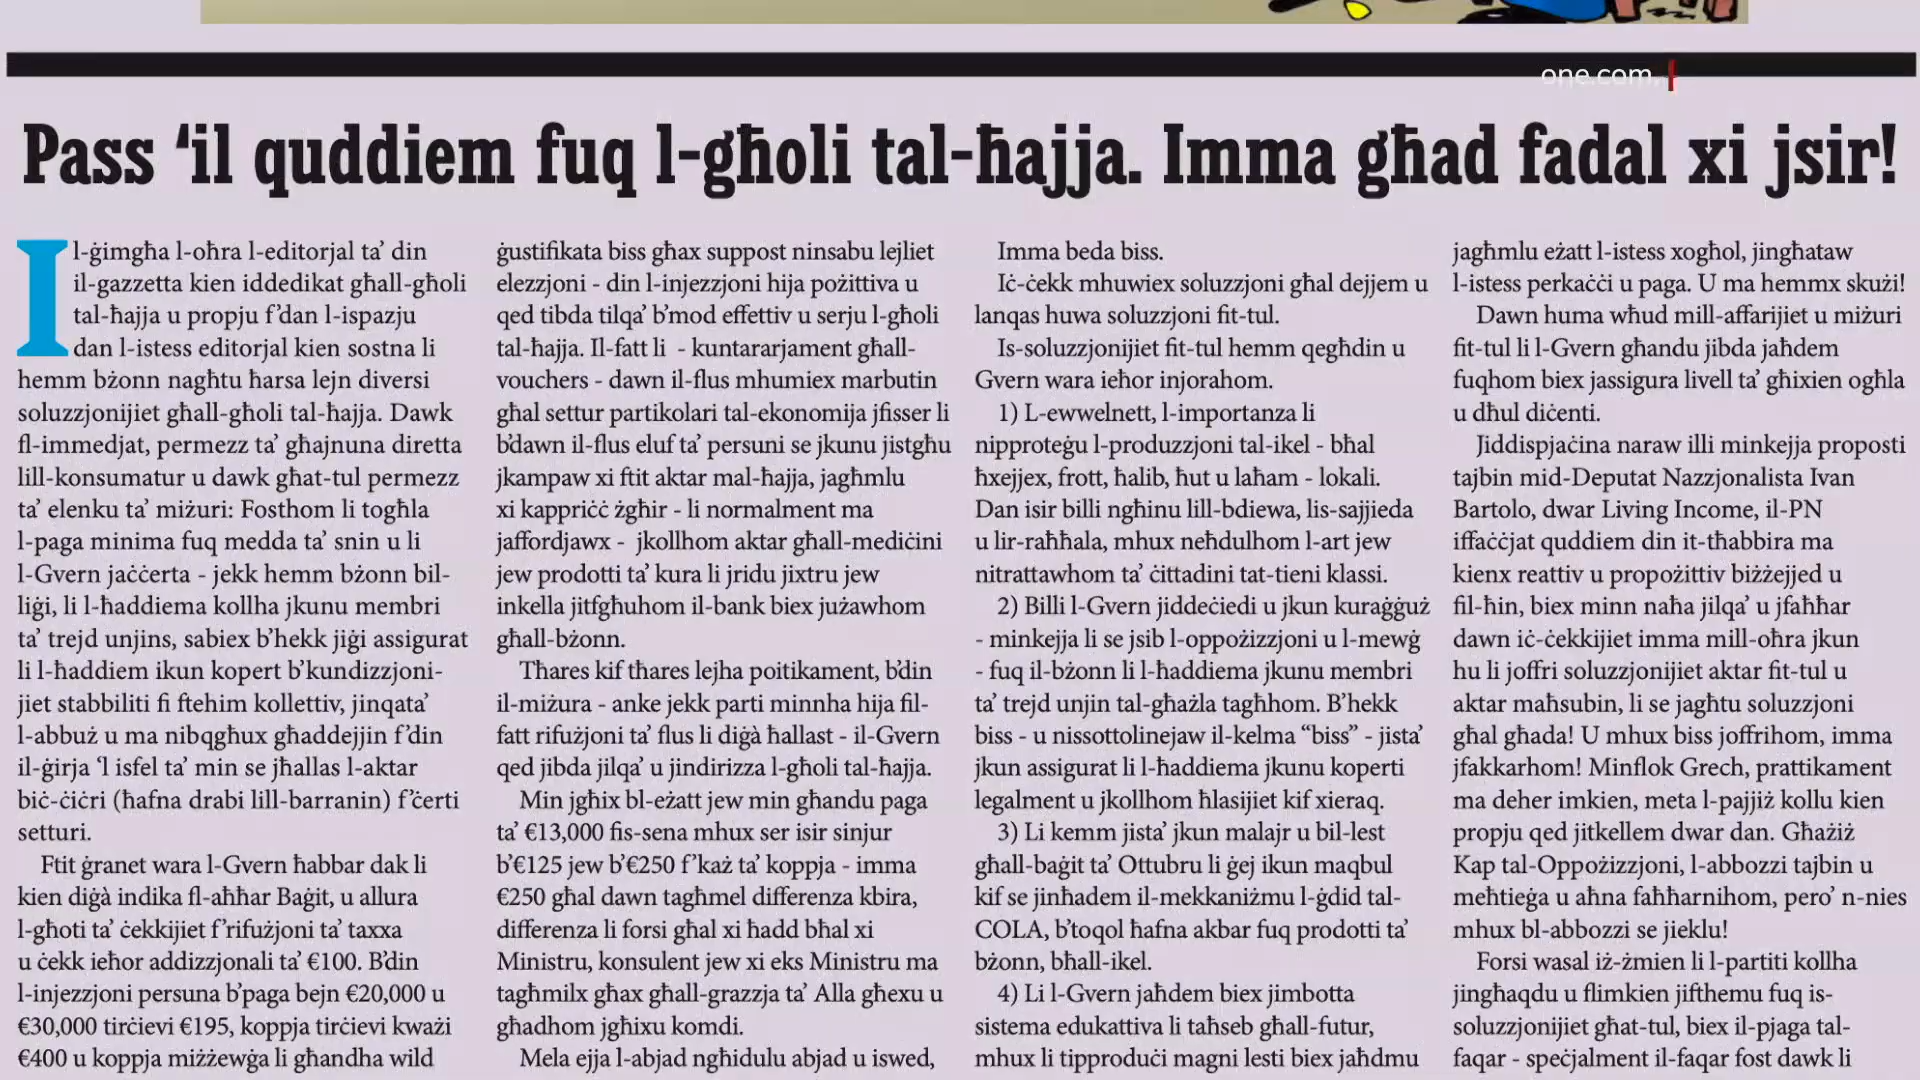 one.com.
Pass ‘il quddiem fuq l-għoli tal-ħajja. Imma għad fadal xi jsir!
Il-ġimgħa l-oħra l-editorjal ta’ din
il-gazzetta kien iddedikat għall-għoli
tal-ħajja u propju f’dan l-ispazju
dan l-istess editorjal kien sostna li
hemm bżonn nagħtu ħarsa lejn diversi
soluzzjonijiet għall-għoli tal-ħajja. Dawk
fl-immedjat, permezz ta’ għajnuna diretta
lill-konsumatur u dawk għat-tul permezz
ta’ elenku ta’ miżuri: Fosthom li togħla
l-paga minima fuq medda ta’ snin u li
l-Gvern jaċċerta - jekk hemm bżonn bil-
liġi, li l-ħaddiema kollha jkunu membri
ta’ trejd unjins, sabiex b’hekk jiġi assigurat
li l-ħaddiem ikun kopert b’kundizzjoni-
jiet stabbiliti fi ftehim kollettiv, jinqata’
l-abbuż u ma nibqgħux għaddejjin f’din
il-ġirja ‘l isfel ta’ min se jħallas l-aktar
biċ-ċiċri (ħafna drabi lill-barranin) f’ċerti
setturi.
Ftit ġranet wara l-Gvern ħabbar dak li
kien diġà indika fl-aħħar Baġit, u allura
l-għoti ta’ ċekkijiet f’rifużjoni ta’ taxxa
u ċekk ieħor addizzjonali ta’ €100. B’din
l-injezzjoni persuna b’paga bejn €20,000 u
€30,000 tirċievi €195, koppja tirċievi kważi
€400 u koppja miżżewġa li għandha wild
ġustifikata biss għax suppost ninsabu lejliet
elezzjoni - din l-injezzjoni hija pożittiva u
qed tibda tilqa’ b’mod effettiv u serju l-għoli
tal-ħajja. Il-fatt li - kuntararjament għall-
vouchers - dawn il-flus mhumiex marbutin
għal settur partikolari tal-ekonomija jfisser li
b’dawn il-flus eluf ta’ persuni se jkunu jistgħu
jkampaw xi ftit aktar mal-ħajja, jagħmlu
xi kappriċċ żgħir - li normalment ma
jaffordjawx - jkollhom aktar għall-mediċini
jew prodotti ta’ kura li jridu jixtru jew
inkella jitfgħuhom il-bank biex jużawhom
għall-bżonn.
Tħares kif tħares lejha poitikament, b’din
il-miżura - anke jekk parti minnha hija fil-
fatt rifużjoni ta’ flus li diġà ħallast - il-Gvern
qed jibda jilqa’ u jindirizza l-għoli tal-ħajja.
Min jgħix bl-eżatt jew min għandu paga
ta’ €13,000 fis-sena mhux ser isir sinjur
b’€125 jew b’€250 f’każ ta’ koppja - imma
€250 għal dawn tagħmel differenza kbira,
differenza li forsi għal xi ħadd bħal xi
Ministru, konsulent jew xi eks Ministru ma
tagħmilx għax għall-grazzja ta’ Alla għexu u
għadhom jgħixu komdi.
Mela ejja l-abjad ngħidulu abjad u iswed,
Imma beda biss.
Iċ-ċekk mhuwiex soluzzjoni għal dejjem u
lanqas huwa soluzzjoni fit-tul.
Is-soluzzjonijiet fit-tul hemm qegħdin u
Gvern wara ieħor injorahom.
1) L-ewwelnett, l-importanza li
nipproteġu l-produzzjoni tal-ikel - bħal
ħxejjex, frott, ħalib, ħut u laħam - lokali.
Dan isir billi ngħinu lill-bdiewa, lis-sajjieda
u lir-raħħala, mhux neħdulhom l-art jew
nitrattawhom ta’ ċittadini tat-tieni klassi.
2) Billi l-Gvern jiddeċiedi u jkun kuraġġuż
- minkejja li se jsib l-oppożizzjoni u l-mewġ
- fuq il-bżonn li l-ħaddiema jkunu membri
ta’ trejd unjin tal-għażla tagħhom. B’hekk
biss - u nissottolinejaw il-kelma “biss” - jista’
jkun assigurat li l-ħaddiema jkunu koperti
legalment u jkollhom ħlasijiet kif xieraq.
3) Li kemm jista’ jkun malajr u bil-lest
għall-baġit ta’ Ottubru li ġej ikun maqbul
kif se jinħadem il-mekkaniżmu l-ġdid tal-
COLA, b’toqol ħafna akbar fuq prodotti ta’
bżonn, bħall-ikel.
4) Li l-Gvern jaħdem biex jimbotta
sistema edukattiva li taħseb għall-futur,
mhux li tipproduċi magni lesti biex jaħdmu
jagħmlu eżatt l-istess xogħol, jingħataw
l-istess perkaċċi u paga. U ma hemmx skużi!
Dawn huma wħud mill-affarijiet u miżuri
fit-tul li l-Gvern għandu jibda jaħdem
fuqhom biex jassigura livell ta’ għixien ogħla
u dħul diċenti.
Jiddispjaċina naraw illi minkejja proposti
tajbin mid-Deputat Nazzjonalista Ivan
Bartolo, dwar Living Income, il-PN
iffaċċjat quddiem din it-tħabbira ma
kienx reattiv u propożittiv biżżejjed u
fil-ħin, biex minn naħa jilqa’ u jfaħħar
dawn iċ-ċekkijiet imma mill-oħra jkun
hu li joffri soluzzjonijiet aktar fit-tul u
aktar maħsubin, li se jagħtu soluzzjoni
għal għada! U mhux biss joffrihom, imma
jfakkarhom! Minflok Grech, prattikament
ma deher imkien, meta l-pajjiż kollu kien
propju qed jitkellem dwar dan. Għażiż
Kap tal-Oppożizzjoni, l-abbozzi tajbin u
meħtieġa u aħna faħħarnihom, pero’ n-nies
mhux bl-abbozzi se jieklu!
Forsi wasal iż-żmien li l-partiti kollha
jingħaqdu u flimkien jifthemu fuq is-
soluzzjonijiet għat-tul, biex il-pjaga tal-
faqar - speċjalment il-faqar fost dawk li